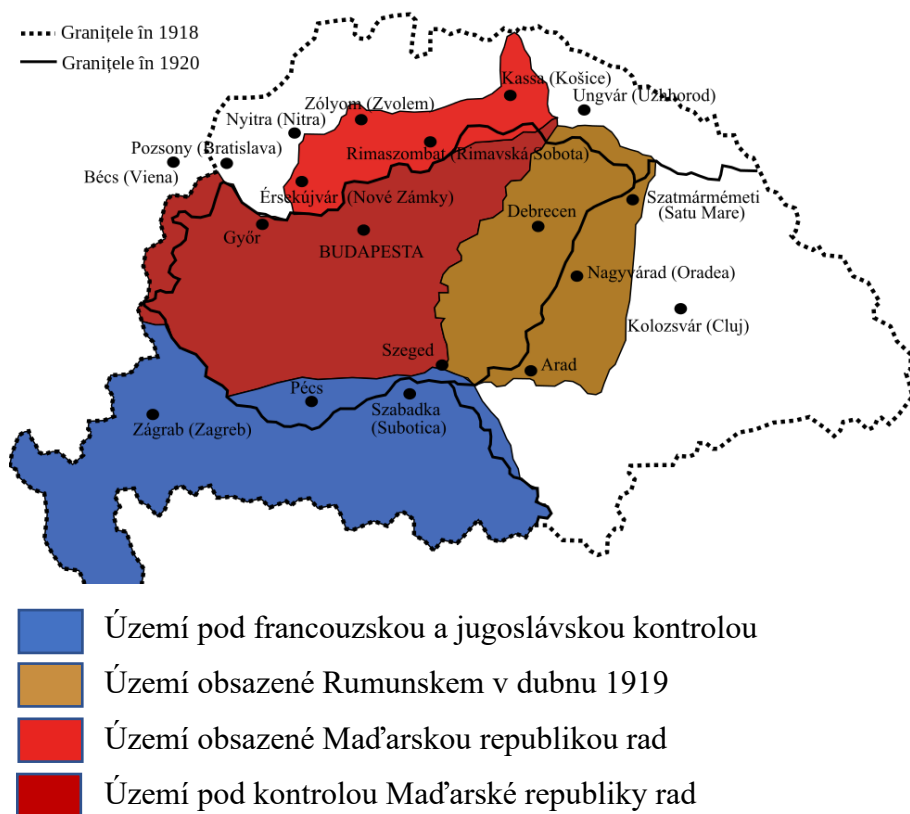 Granițele în 1918
Granițele în 1920
Kassa (Košice)
Ungvár (Uzhhorod)
Zólyom (Zvolem)
Nyitra (Nitra)
Pozsony (Bratislava)
Rimaszombat (Rimavská Sobota)
Bécs (Viena)
Érsekújvár (Nové Zámky)
Szatmármémeti
(Satu Mare)
Debrecen
Győr
BUDAPESTA
Nagyvárad (Oradea)
Kolozsvár (Cluj)
Szeged
Arad
Pécs
Szabadka
(Subotica)
Zágrab (Zagreb)
Území pod francouzskou a jugoslávskou kontrolou
Území obsazené Rumunskem v dubnu 1919
Území obsazené Maďarskou republikou rad
Území pod kontrolou Maďarské republiky rad